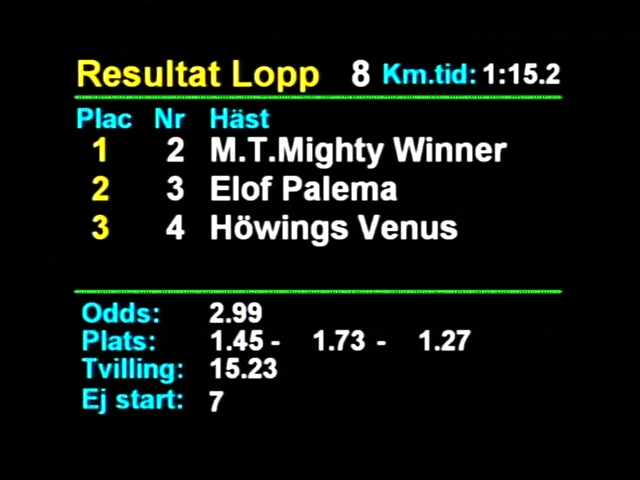 Resultat Lopp 8 Km.tid: 1:15.2
Plac Nr Häst
1 2 M.T.Mighty Winner
2 3 Elof Palema
3 4 Höwings Venus
Odds: 2.99
Plats: 1.45 - 1.73 - 1.27
Tvilling: 15.23
Ej start: 7